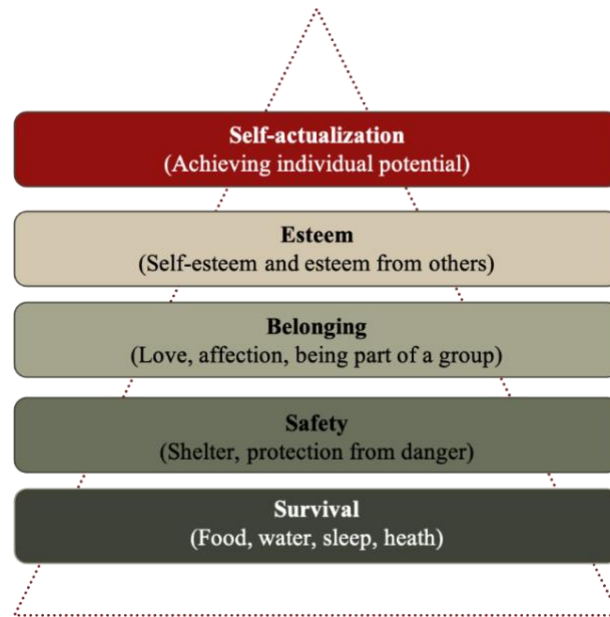 Self-actualization
(Achieving individual potential)
Esteem
(Self-esteem and esteem from others)
Belonging
(Love, affection, being part of a group)
Safety
(Shelter, protection from danger)
Survival
(Food, water, sleep, heath)